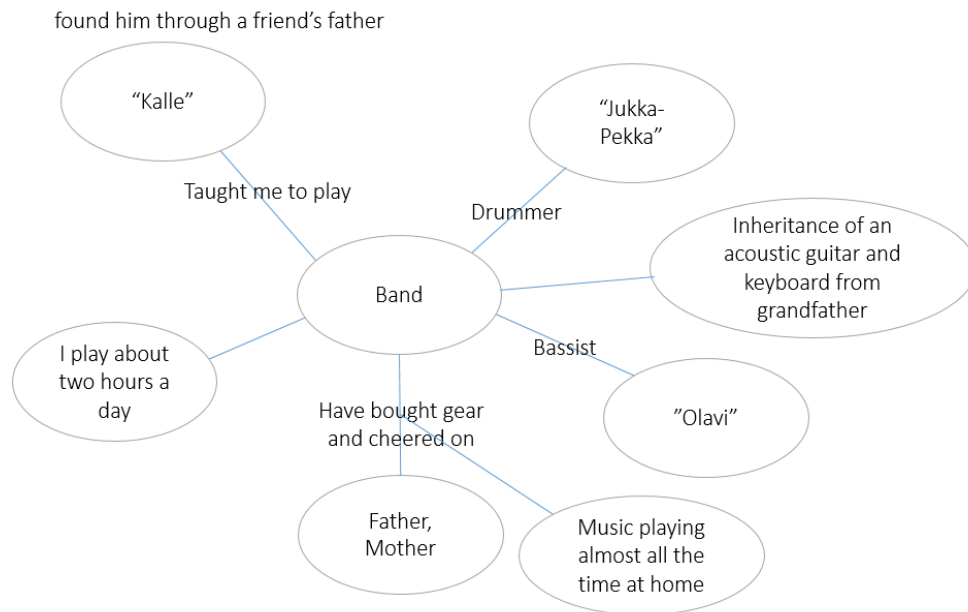 found him through a friend’s father
“Kalle”
“Jukka-
Pekka”
Taught me to play
Drummer
Inheritance of an
acoustic guitar and
keyboard from
grandfather
Band
Bassist
I play about
two hours a
day
Have bought gear
and cheered on
”Olavi”
Father,
Mother
Music playing
almost all the
time at home